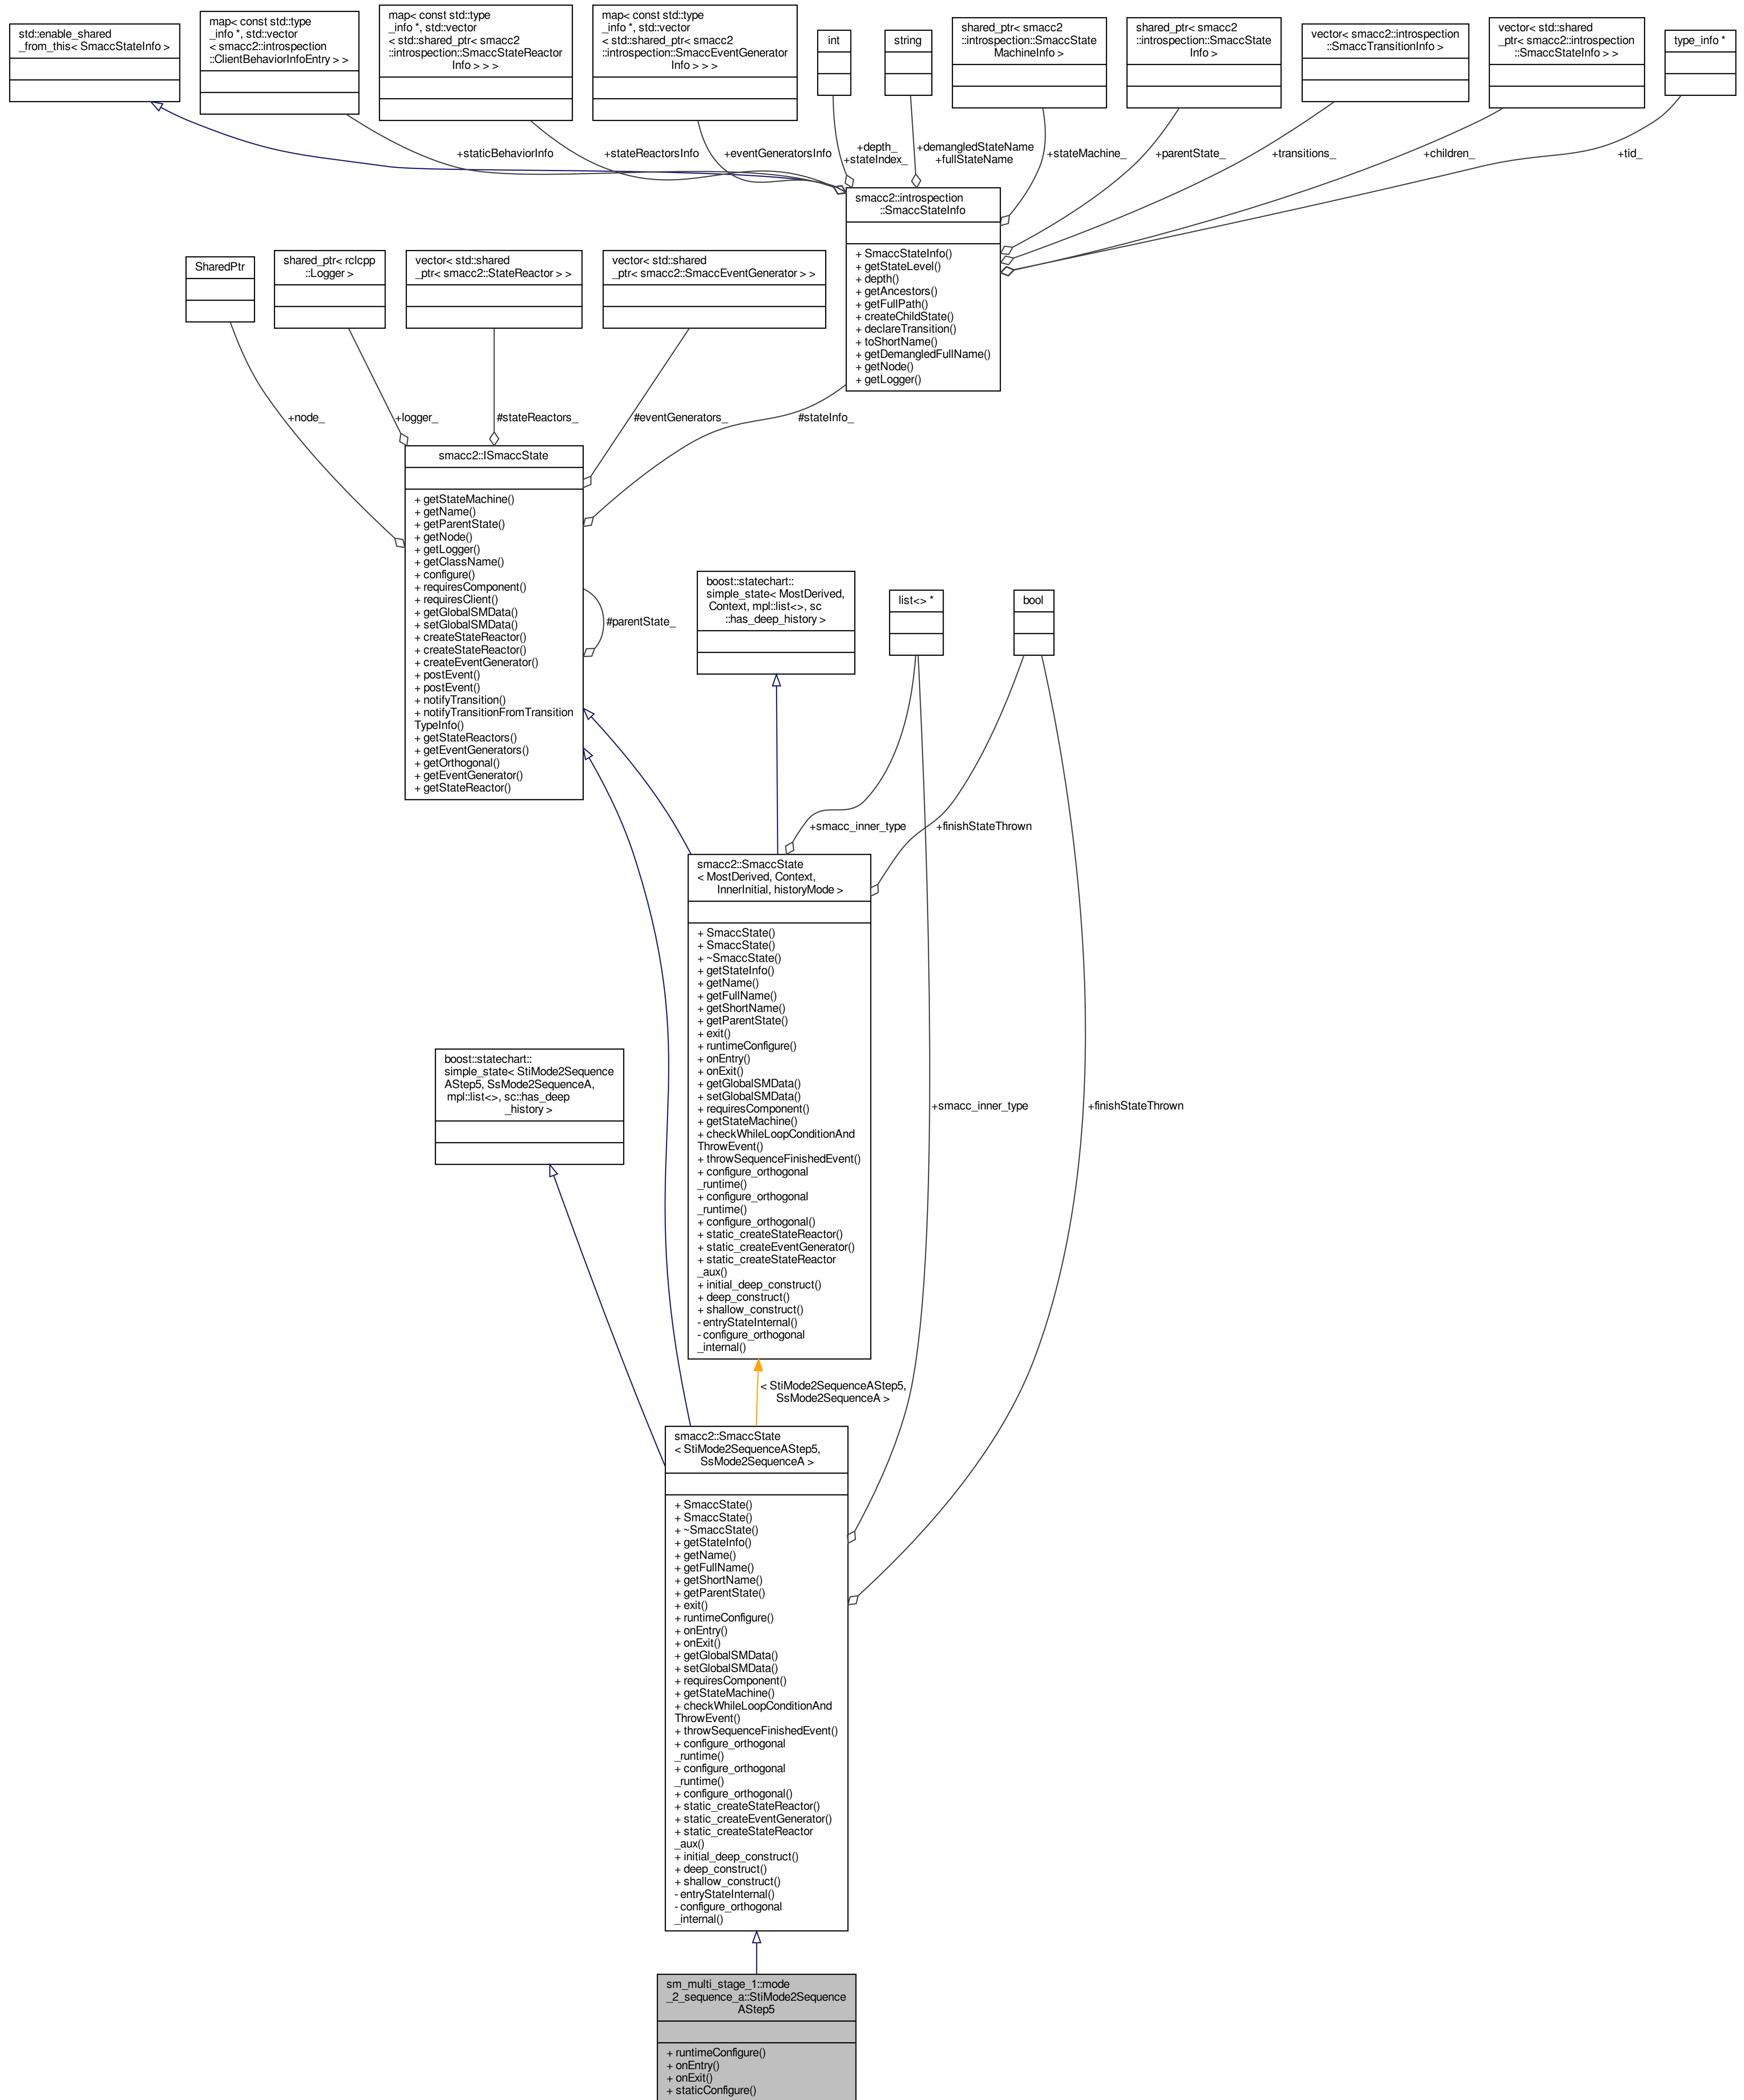 std::enable_shared
_from_this< SmaccStateInfo >
map< const std::type
_info *, std::vector
< smacc2::introspection
::ClientBehaviorInfoEntry > >
map< const std::type
_info *, std::vector
< std::shared_ptr< smacc2
::introspection::SmaccStateReactor
Info > > >
map< const std::type
_info *, std::vector
< std::shared_ptr< smacc2
::introspection::SmaccEventGenerator
Info > > >
int
string
shared_ptr< smacc2
::introspection::SmaccState
MachineInfo >
shared_ptr< smacc2
::introspection::SmaccState
Info >
vector< smacc2::introspection
::SmaccTransitionInfo >
vector< std::shared
_ptr< smacc2::introspection
::SmaccStateInfo > >
type_info *
+staticBehaviorInfo
+stateReactorsInfo
+eventGeneratorsInfo
+depth_
+stateIndex_
+demangledStateName
+fullStateName
+stateMachine_
+parentState_
+transitions_
+children_
+tid_
smacc2::introspection
::SmaccStateInfo
+ SmaccStateInfo()
+ getStateLevel()
+ depth()
+ getAncestors()
+ getFullPath()
+ createChildState()
+ declareTransition()
+ toShortName()
+ getDemangledFullName()
+ getNode()
+ getLogger()
SharedPtr
shared_ptr< rclcpp
::Logger >
vector< std::shared
_ptr< smacc2::StateReactor > >
vector< std::shared
_ptr< smacc2::SmaccEventGenerator > >
+node_
+logger_
#stateReactors_
#eventGenerators_
#stateInfo_
smacc2::ISmaccState
+ getStateMachine()
+ getName()
+ getParentState()
+ getNode()
+ getLogger()
+ getClassName()
+ configure()
+ requiresComponent()
+ requiresClient()
+ getGlobalSMData()
+ setGlobalSMData()
+ createStateReactor()
+ createStateReactor()
+ createEventGenerator()
+ postEvent()
+ postEvent()
+ notifyTransition()
+ notifyTransitionFromTransition
TypeInfo()
+ getStateReactors()
+ getEventGenerators()
+ getOrthogonal()
+ getEventGenerator()
+ getStateReactor()
#parentState_
boost::statechart::
simple_state< MostDerived,
Context, mpl::list<>, sc
::has_deep_history >
list<> *
bool
+smacc_inner_type
+finishStateThrown
smacc2::SmaccState
< MostDerived, Context,
InnerInitial, historyMode >
+ SmaccState()
+ SmaccState()
+ ~SmaccState()
+ getStateInfo()
+ getName()
+ getFullName()
+ getShortName()
+ getParentState()
+ exit()
+ runtimeConfigure()
+ onEntry()
+ onExit()
+ getGlobalSMData()
+ setGlobalSMData()
+ requiresComponent()
+ getStateMachine()
+ checkWhileLoopConditionAnd
ThrowEvent()
+ throwSequenceFinishedEvent()
+ configure_orthogonal
_runtime()
+ configure_orthogonal
_runtime()
+ configure_orthogonal()
+ static_createStateReactor()
+ static_createEventGenerator()
+ static_createStateReactor
_aux()
+ initial_deep_construct()
+ deep_construct()
+ shallow_construct()
- entryStateInternal()
- configure_orthogonal
_internal()
boost::statechart::
simple_state< StiMode2Sequence
AStep5, SsMode2SequenceA,
mpl::list<>, sc::has_deep
_history >
+smacc_inner_type
+finishStateThrown
< StiMode2SequenceAStep5,
SsMode2SequenceA >
smacc2::SmaccState
< StiMode2SequenceAStep5,
SsMode2SequenceA >
+ SmaccState()
+ SmaccState()
+ ~SmaccState()
+ getStateInfo()
+ getName()
+ getFullName()
+ getShortName()
+ getParentState()
+ exit()
+ runtimeConfigure()
+ onEntry()
+ onExit()
+ getGlobalSMData()
+ setGlobalSMData()
+ requiresComponent()
+ getStateMachine()
+ checkWhileLoopConditionAnd
ThrowEvent()
+ throwSequenceFinishedEvent()
+ configure_orthogonal
_runtime()
+ configure_orthogonal
_runtime()
+ configure_orthogonal()
+ static_createStateReactor()
+ static_createEventGenerator()
+ static_createStateReactor
_aux()
+ initial_deep_construct()
+ deep_construct()
+ shallow_construct()
- entryStateInternal()
- configure_orthogonal
_internal()
sm_multi_stage_1::mode
_2_sequence_a::StiMode2Sequence
AStep5
+ runtimeConfigure()
+ onEntry()
+ onExit()
+ staticConfigure()